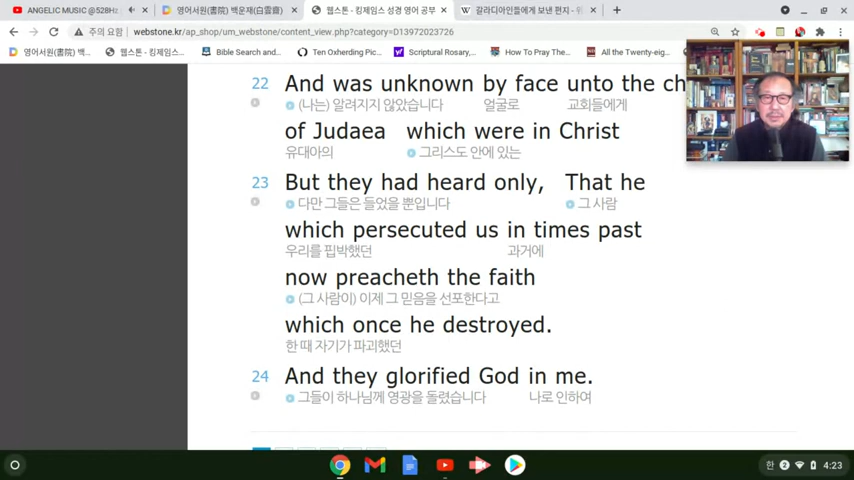 ANGELIC MUSIC @528Hz
영어서원(書院) 백운재(白雲齋)
웹스톤 - 킹제임스 성경 영어 공부
갈라디아인들에게 보낸 편지 - 위
주의 요함
webstone.kr/ap_shop/um_webstone/content_view.php?category=D13972023726
영어서원(書院) 백...
웹스톤 - 킹제임스...
Bible Search and...
Ten Oxherding Pic...
Scriptural Rosary,...
How To Pray The...
All the Twenty-eig...
22 And was unknown by face unto the ch
(나는) 알려지지 않았습니다 얼굴로 교회들에게
of Judaea which were in Christ
유대아의 그리스도 안에 있는
23 But they had heard only, That he
다만 그들은 들었을 뿐입니다 그 사람
which persecuted us in times past
우리를 핍박했던 과거에
now preacheth the faith
(그 사람이) 이제 그 믿음을 선포한다고
which once he destroyed.
한 때 자기가 파괴했던
24 And they glorified God in me.
그들이 하나님께 영광을 돌렸습니다 나로 인하여
한 2 4:23